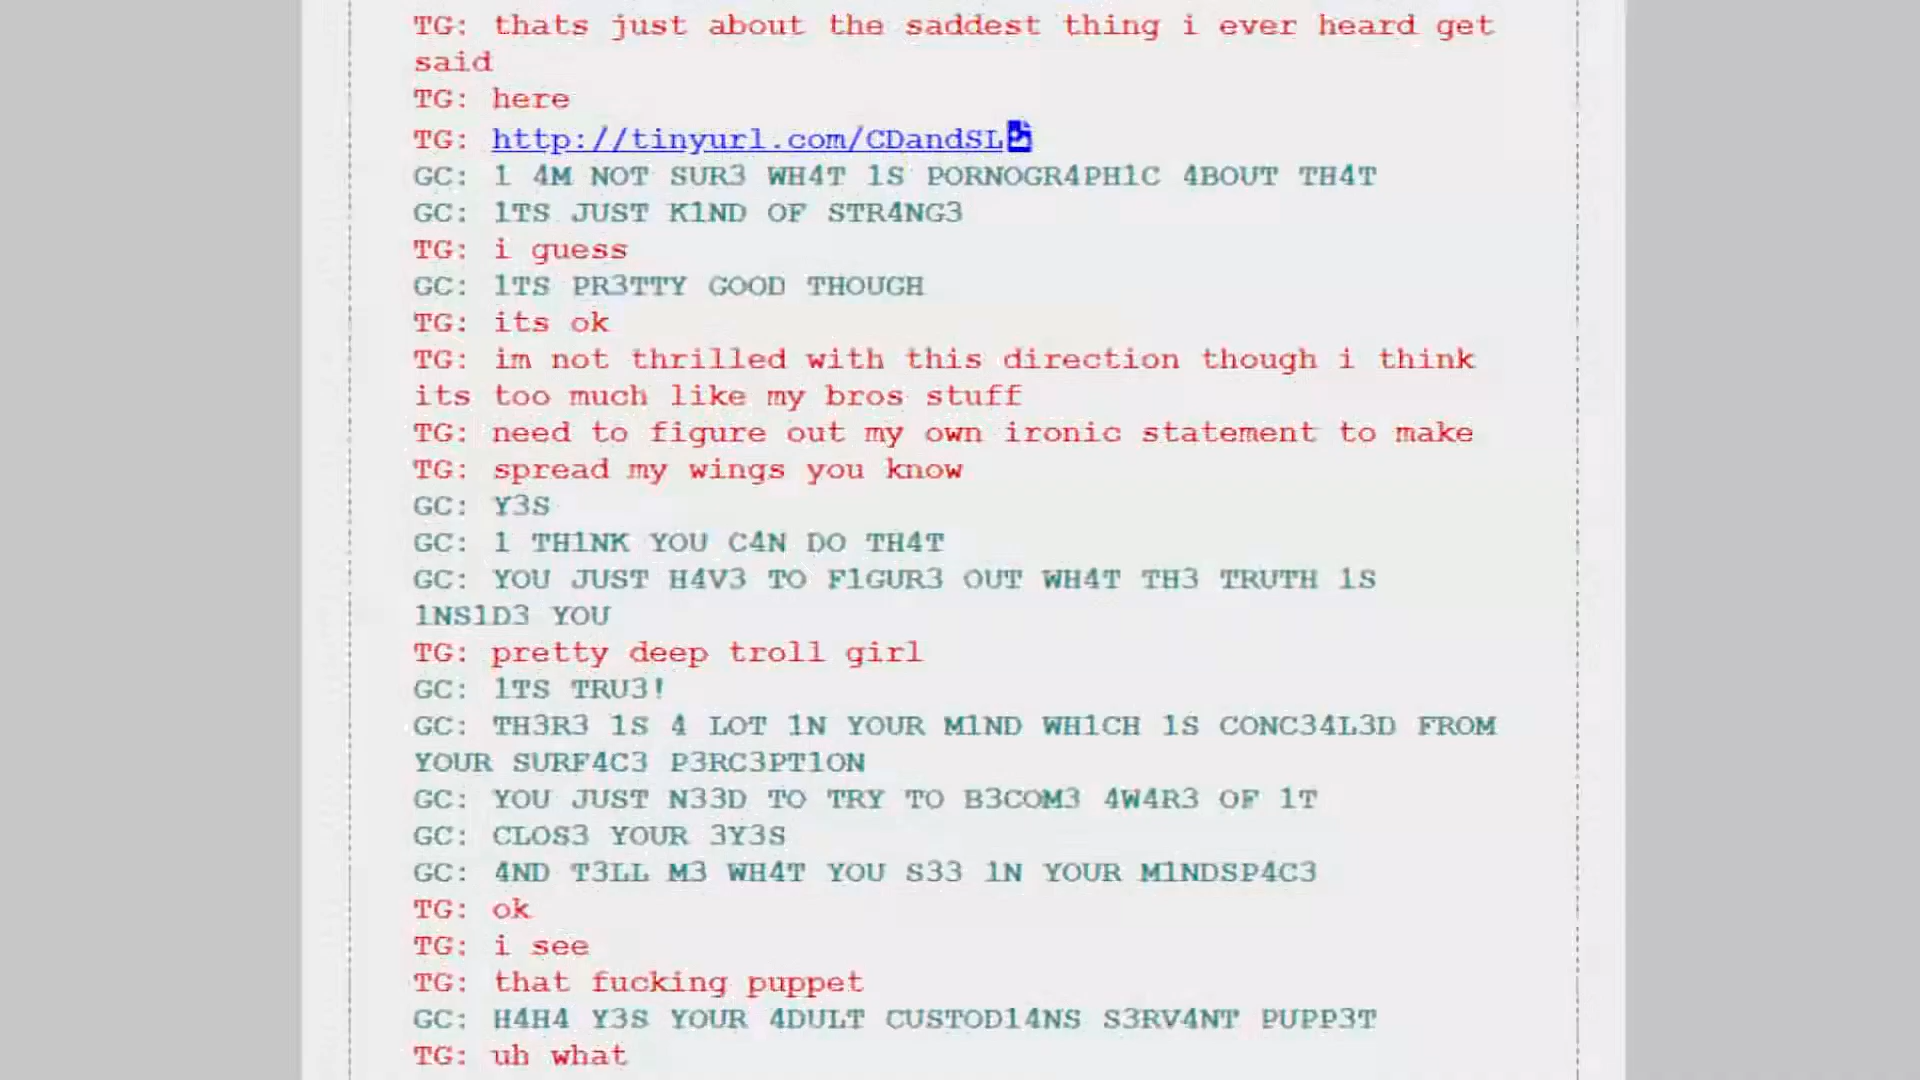 TG: thats just about the saddest thing i ever heard get
said
TG: here
TG: http://tinyurl.com/CDandSL
GC: 1 4M NOT SUR3 WH4T 1S PORNOGR4PH1C 4BOUT TH4T
GC: 1TS JUST K1ND OF STR4NG3
TG: i guess
GC: 1TS PR3TTY GOOD THOUGH
TG: its ok
TG: im not thrilled with this direction though i think
its too much like my bros stuff
TG: need to figure out my own ironic statement to make
TG: spread my wings you know
GC: Y3S
GC: 1 TH1NK YOU C4N DO TH4T
GC: YOU JUST H4V3 TO F1GUR3 OUT WH4T TH3 TRUTH 1S
1NS1D3 YOU
TG: pretty deep troll girl
GC: 1TS TRU3!
GC: TH3R3 1S 4 LOT 1N YOUR M1ND WH1CH 1S CONC34L3D FROM
YOUR SURF4C3 P3RC3PT1ON
GC: YOU JUST N33D TO TRY TO B3COM3 4W4R3 OF 1T
GC: CLOS3 YOUR 3Y3S
GC: 4ND T3LL M3 WH4T YOU S33 1N YOUR M1NDSP4C3
TG: ok
TG: i see
TG: that fucking puppet
GC: H4H4 Y3S YOUR 4DULT CUSTOD14NS S3RV4NT PUPP3T
TG: uh what